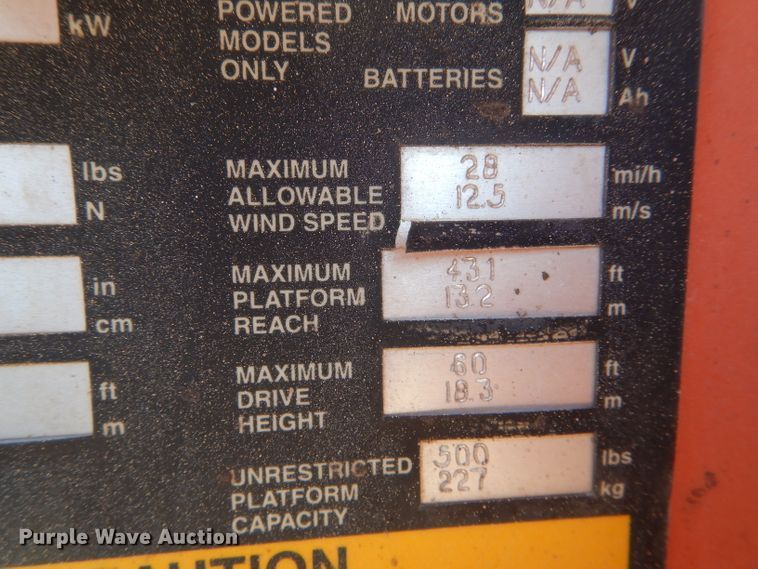 kW
POWERED
MODELS
ONLY
MOTORS N/A V
BATTERIES N/A V
N/A Ah
lbs
N
MAXIMUM
ALLOWABLE
WIND SPEED
28 mi/h
12.5 m/s
in
cm
MAXIMUM
PLATFORM
REACH
431 ft
13.2 m
ft
m
MAXIMUM
DRIVE
HEIGHT
60 ft
18.3 m
UNRESTRICTED
PLATFORM
CAPACITY
500 lbs
227 kg
CAUTION
Purple Wave Auction